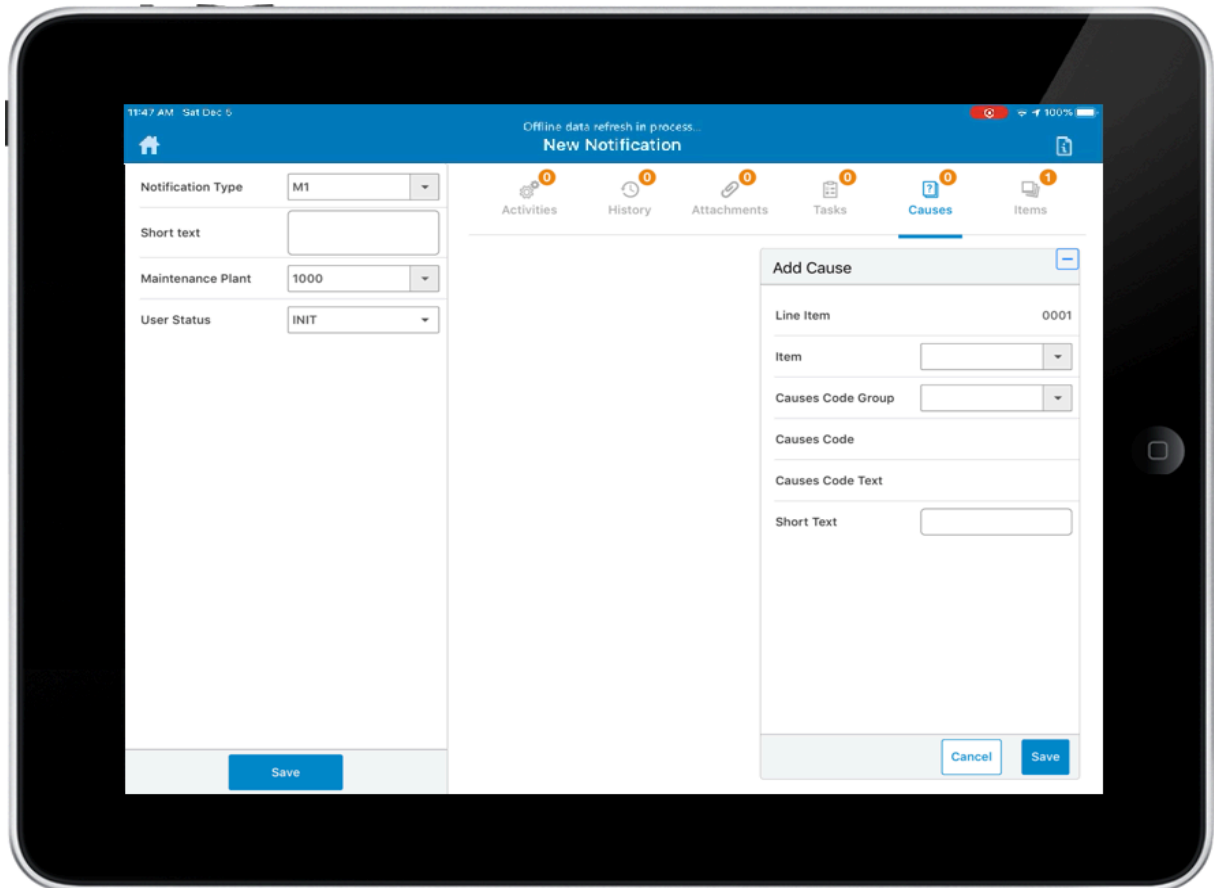 11:47 AM Sat Dec 5
100%
Offline data refresh in process...
New Notification
Notification Type M1
Short text
Maintenance Plant 1000
User Status INIT
Save
0 0 0 0 0 1
Activities History Attachments Tasks Causes Items
Add Cause
Line Item 0001
Item
Causes Code Group
Causes Code
Causes Code Text
Short Text
Cancel Save